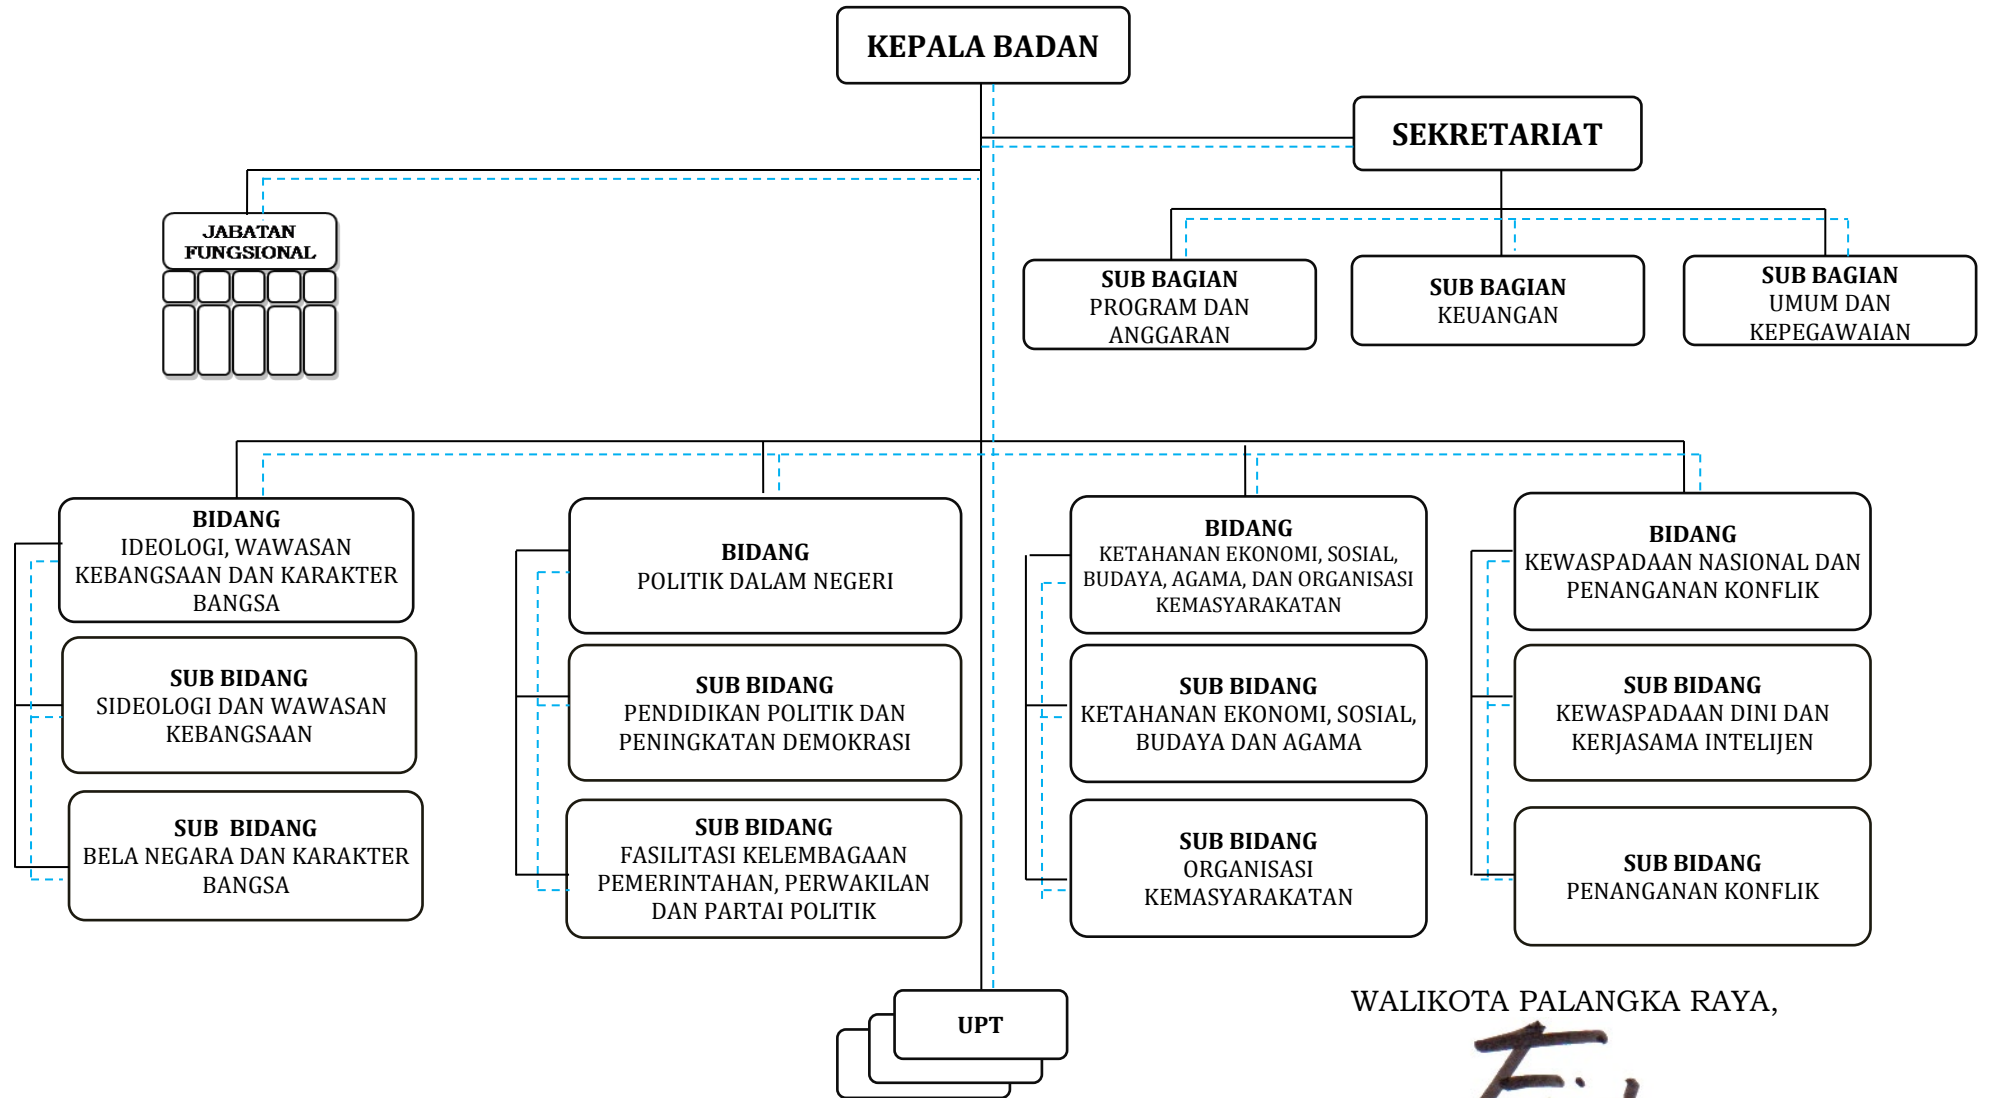 KEPALA BADAN
SEKRETARIAT
JABATAN
FUNGSIONAL
SUB BAGIAN
PROGRAM DAN
ANGGARAN
SUB BAGIAN
KEUANGAN
SUB BAGIAN
UMUM DAN
KEPEGAWAIAN
BIDANG
IDEOLOGI, WAWASAN
KEBANGSAAN DAN KARAKTER
BANGSA
BIDANG
POLITIK DALAM NEGERI
BIDANG
KETAHANAN EKONOMI, SOSIAL,
BUDAYA, AGAMA, DAN ORGANISASI
KEMASYARAKATAN
BIDANG
KEWASPADAAN NASIONAL DAN
PENANGANAN KONFLIK
SUB BIDANG
SIDEOLOGI DAN WAWASAN
KEBANGSAAN
SUB BIDANG
PENDIDIKAN POLITIK DAN
PENINGKATAN DEMOKRASI
SUB BIDANG
KETAHANAN EKONOMI, SOSIAL,
BUDAYA DAN AGAMA
SUB BIDANG
KEWASPADAAN DINI DAN
KERJASAMA INTELIJEN
SUB BIDANG
BELA NEGARA DAN KARAKTER
BANGSA
SUB BIDANG
FASILITASI KELEMBAGAAN
PEMERINTAHAN, PERWAKILAN
DAN PARTAI POLITIK
SUB BIDANG
ORGANISASI
KEMASYARAKATAN
SUB BIDANG
PENANGANAN KONFLIK
UPT
WALIKOTA PALANGKA RAYA,